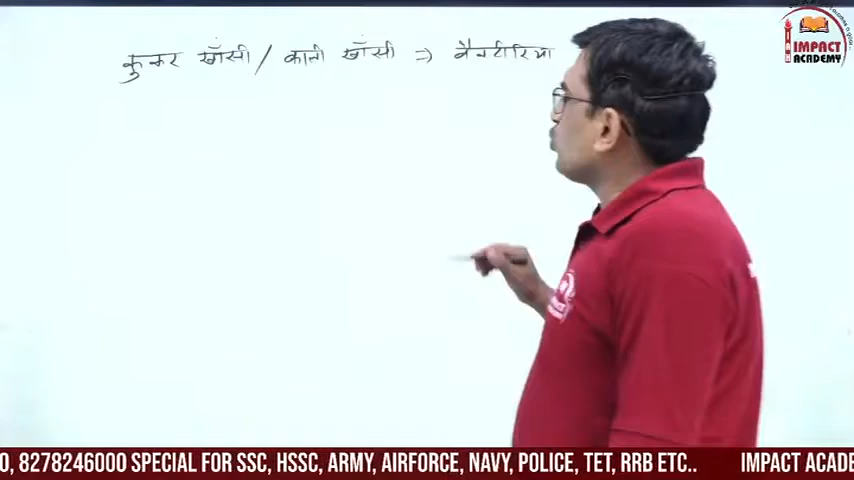 कुकर खाँसी / काली खाँसी ⇒ बैक्टीरिया
IMPACT
ACADEMY
0, 8278246000 SPECIAL FOR SSC, HSSC, ARMY, AIRFORCE, NAVY, POLICE, TET, RRB ETC.. IMPACT ACADE